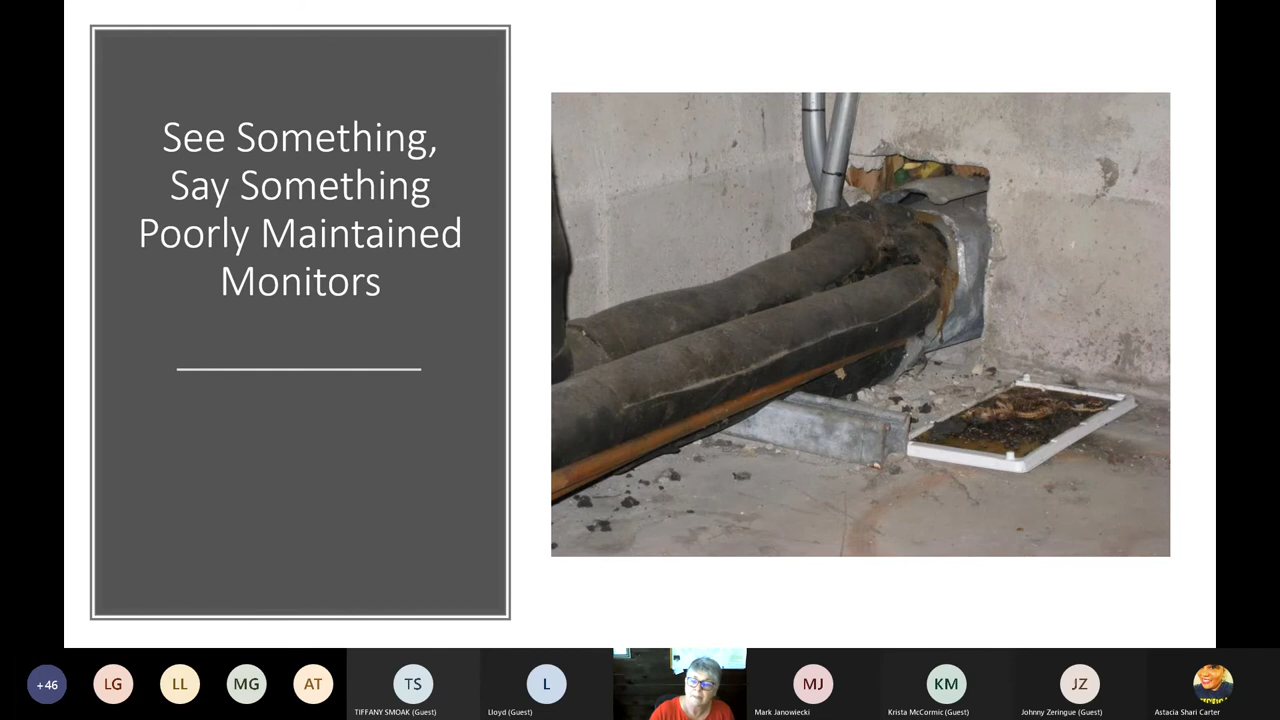 See Something,
Say Something
Poorly Maintained
Monitors
+46
LG
LL
MG
AT
TS
TIFFANY SMOAK (Guest)
L
Lloyd (Guest)
MJ
Mark Janowiecki
KM
Krista McCormic (Guest)
JZ
Johnny Zeringue (Guest)
Astacia Shari Carter